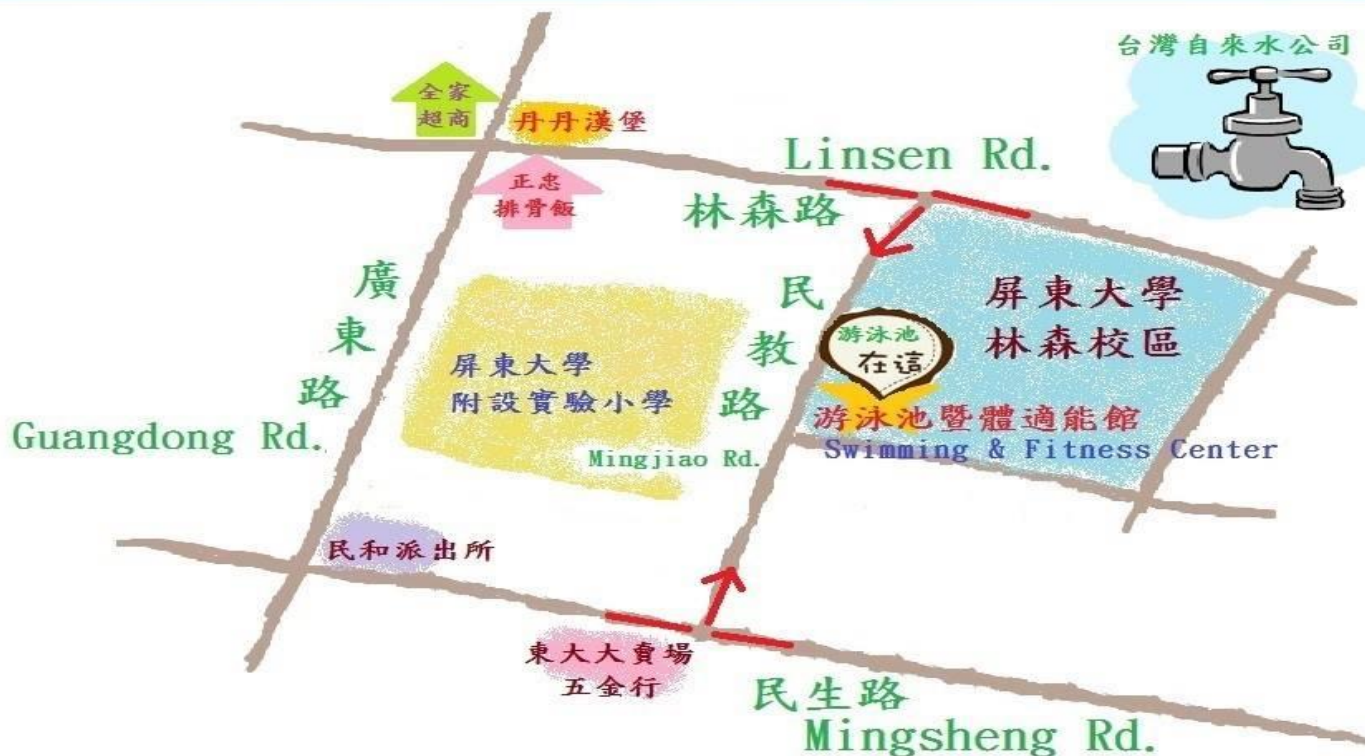 台灣自來水公司
全家
超商
丹丹漢堡
Linsen Rd.
林森路
正忠
排骨飯
廣東路
Guangdong Rd.
屏東大學
附設實驗小學
民教路
Mingjiao Rd.
屏東大學
林森校區
游泳池
在這
游泳池暨體適能館
Swimming & Fitness Center
民和派出所
東大大賣場
五金行
民生路
Mingsheng Rd.